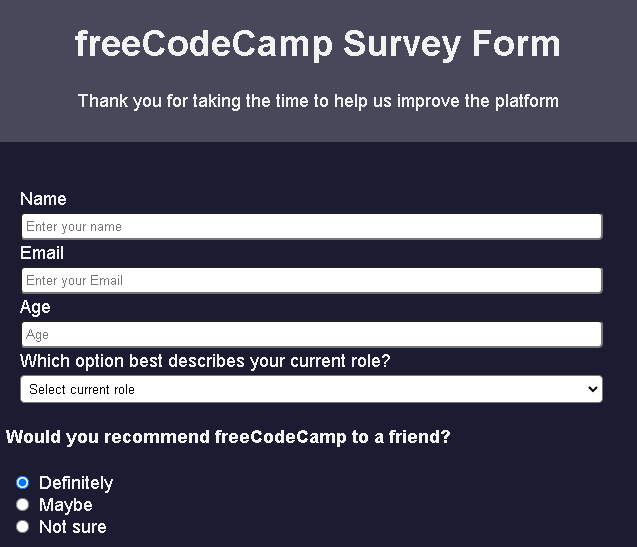 freeCodeCamp Survey Form
Thank you for taking the time to help us improve the platform
Name
Enter your name
Email
Enter your Email
Age
Age
Which option best describes your current role?
Select current role
Would you recommend freeCodeCamp to a friend?
Definitely
Maybe
Not sure